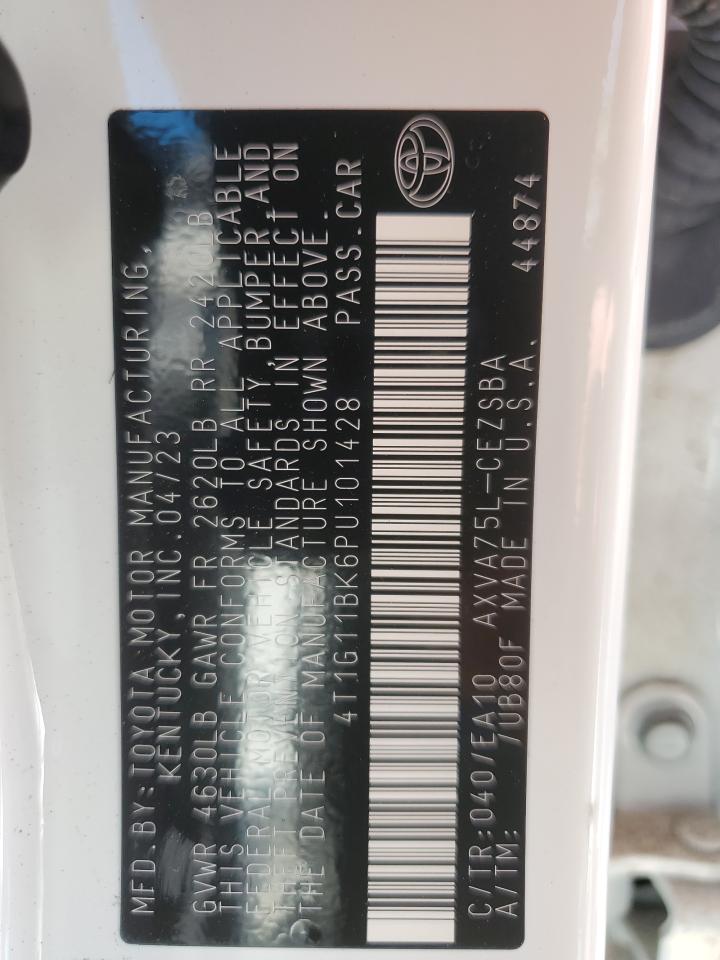 MFD.BY:TOYOTA MOTOR MANUFACTURING,
KENTUCKY, INC. 04/23
GVWR 4630LB GAWR FR 2620LB RR 2420LB
THIS VEHICLE CONFORMS TO ALL APPLICABLE
FEDERAL MOTOR VEHICLE SAFETY, BUMPER, AND
THEFT PREVENTION STANDARDS IN EFFECT ON
THE DATE OF MANUFACTURE SHOWN ABOVE.
4T1G11BK6PU101428 PASS.CAR
C/TR:040/EA10 AXVA75L-CEZSBA
A/TM: /UB80F MADE IN U.S.A. 44874